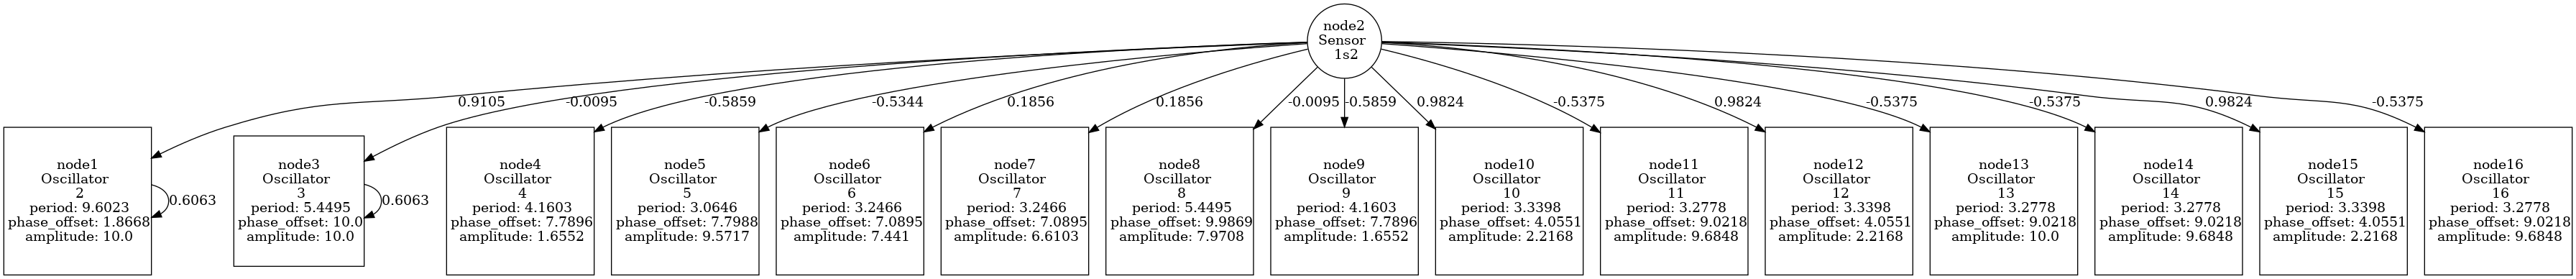 node2
Sensor
1s2
0.9105
-0.0095
-0.5859
-0.5344
0.1856
0.1856
-0.0095
-0.5859
0.9824
-0.5375
0.9824
-0.5375
-0.5375
0.9824
-0.5375
node1
Oscillator
2
period: 9.6023
phase_offset: 1.8668
amplitude: 10.0
0.6063
node3
Oscillator
3
period: 5.4495
phase_offset: 10.0
amplitude: 10.0
0.6063
node4
Oscillator
4
period: 4.1603
phase_offset: 7.7896
amplitude: 1.6552
node5
Oscillator
5
period: 3.0646
phase_offset: 7.7988
amplitude: 9.5717
node6
Oscillator
6
period: 3.2466
phase_offset: 7.0895
amplitude: 7.441
node7
Oscillator
7
period: 3.2466
phase_offset: 7.0895
amplitude: 6.6103
node8
Oscillator
8
period: 5.4495
phase_offset: 9.9869
amplitude: 7.9708
node9
Oscillator
9
period: 4.1603
phase_offset: 7.7896
amplitude: 1.6552
node10
Oscillator
10
period: 3.3398
phase_offset: 4.0551
amplitude: 2.2168
node11
Oscillator
11
period: 3.2778
phase_offset: 9.0218
amplitude: 9.6848
node12
Oscillator
12
period: 3.3398
phase_offset: 4.0551
amplitude: 2.2168
node13
Oscillator
13
period: 3.2778
phase_offset: 9.0218
amplitude: 10.0
node14
Oscillator
14
period: 3.2778
phase_offset: 9.0218
amplitude: 9.6848
node15
Oscillator
15
period: 3.3398
phase_offset: 4.0551
amplitude: 2.2168
node16
Oscillator
16
period: 3.2778
phase_offset: 9.0218
amplitude: 9.6848